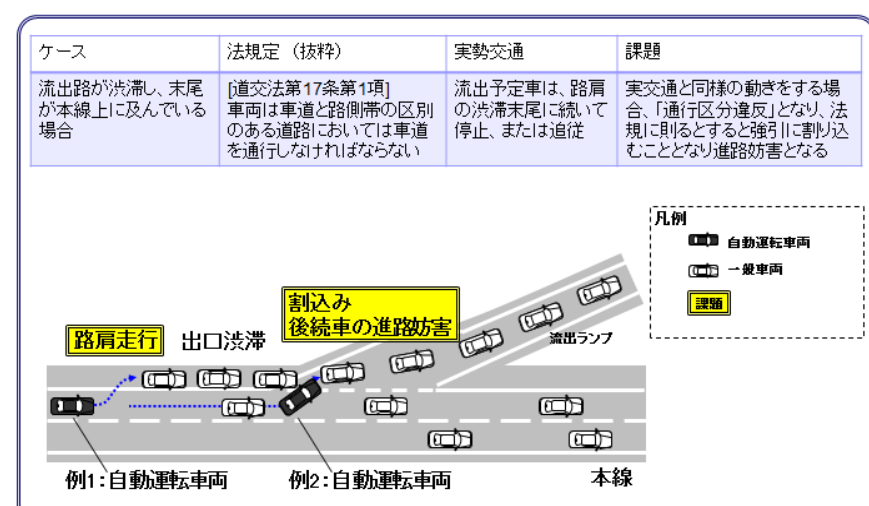 ケース
法規定（抜粋）
実勢交通
課題
流出路が渋滞し、末尾
が本線上に及んでいる
場合
[道交法第17条第1項]
車両は車道と路側帯の区別
のある道路においては車道
を通行しなければならない
流出予定車は、路肩
の渋滞末尾に続いて
停止、または追従
実交通と同様の動きをする場
合、「通行区分違反」となり、法
規に則るとすると強引に割り込
むこととなり進路妨害となる
凡例
自動運転車両
一般車両
課題
割込み
後続車の進路妨害
路肩走行
出口渋滞
流出ランプ
例1：自動運転車両
例2：自動運転車両
本線